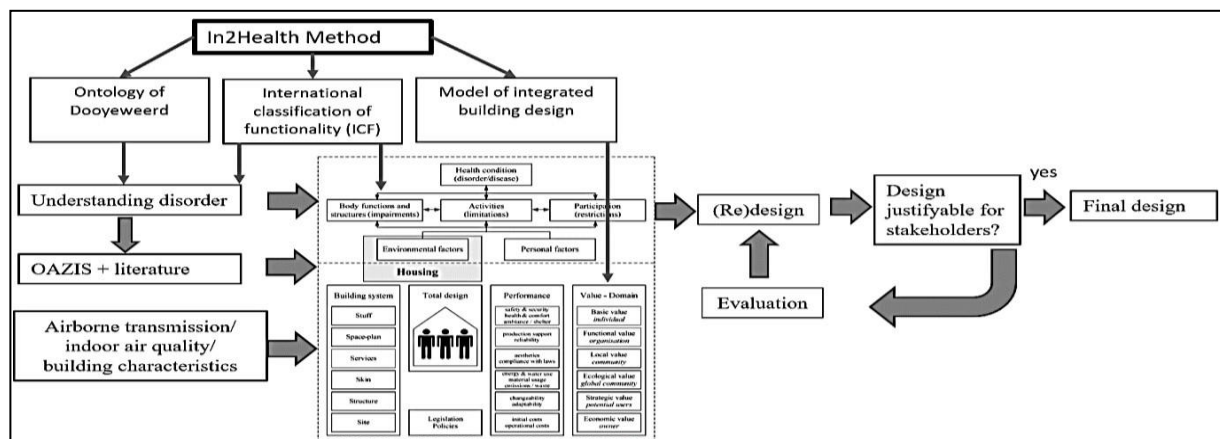 In2Health Method
Ontology of
Dooyeweerd
International
classification of
functionality (ICF)
Model of integrated
building design
Health condition
(disorder/disease)
Understanding disorder
Body functions and
structures (impairments)
Activities
(limitations)
Participation
(restrictions)
Environmental factors
Personal factors
(Re)design
Design
justifyable for
stakeholders?
yes
Final design
OAZIS + literature
Housing
Evaluation
Airborne transmission/
indoor air quality/
building characteristics
Building system
Stuff
Space-plan
Services
Skin
Structure
Site
Total design
Legislation
Policies
Performance
safety & security
health & comfort
ambiance / shelter
production support
reliability
aesthetics
compliance with laws
energy & water use
material usage
emissions / waste
changeability
adaptability
initial costs
operational costs
Value - Domain
Basic value
individual
Functional value
organisation
Local value
community
Ecological value
global community
Strategic value
potential users
Economic value
owner